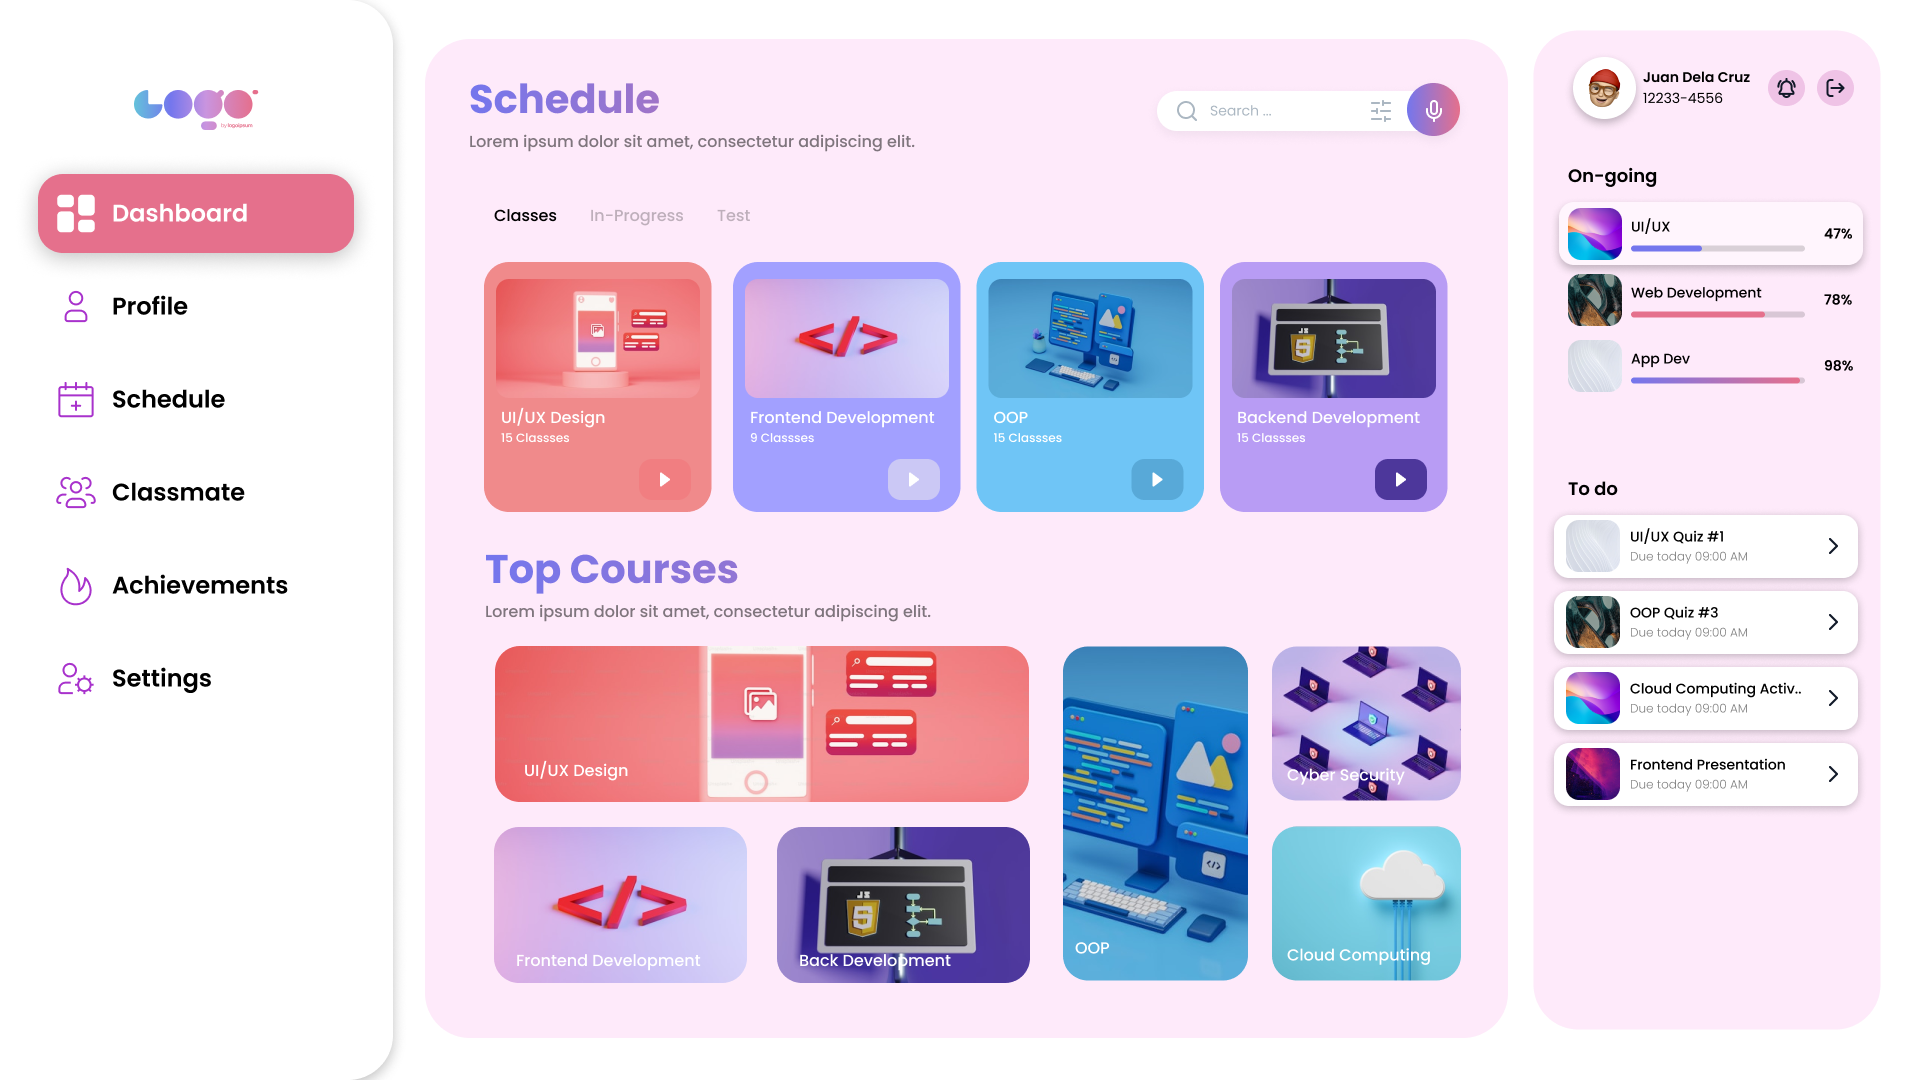 LOGO
by logoipsum
Dashboard
Profile
Schedule
Classmate
Achievements
Settings
Schedule
Lorem ipsum dolor sit amet, consectetur adipiscing elit.
Search ...
Classes
In-Progress
Test
UI/UX Design
15 Classses
Frontend Development
9 Classses
OOP
15 Classses
JS
5
Backend Development
15 Classses
Top Courses
Lorem ipsum dolor sit amet, consectetur adipiscing elit.
UI/UX Design
</>
Frontend Development
JS
5
Back Development
</>
OOP
Cyber Security
Cloud Computing
Juan Dela Cruz
12233-4556
On-going
UI/UX
47%
Web Development
78%
App Dev
98%
To do
UI/UX Quiz #1
Due today 09:00 AM
OOP Quiz #3
Due today 09:00 AM
Cloud Computing Activ..
Due today 09:00 AM
Frontend Presentation
Due today 09:00 AM